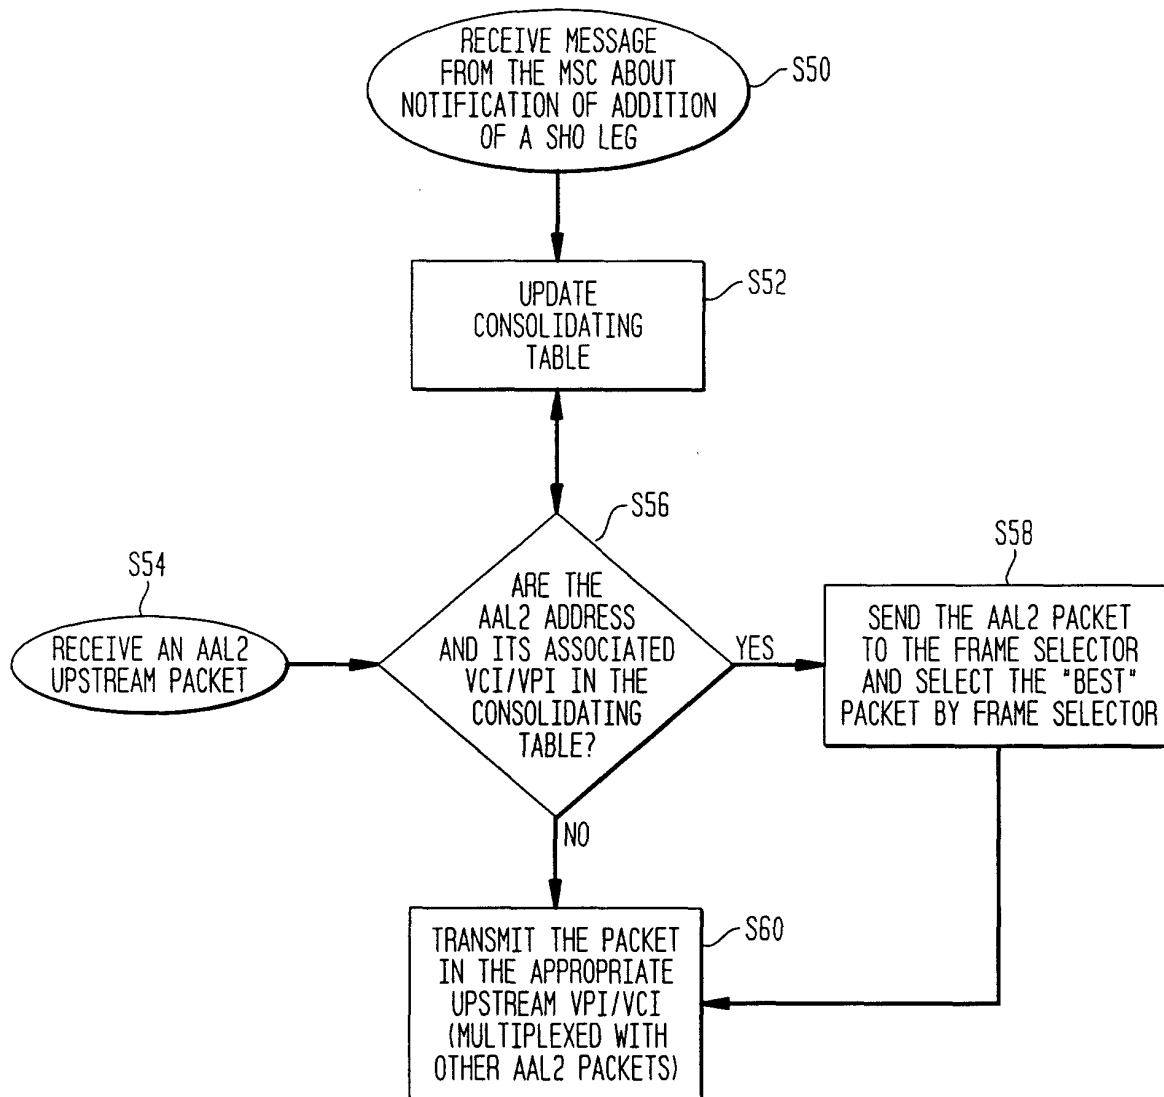 RECEIVE MESSAGE
FROM THE MSC ABOUT
NOTIFICATION OF ADDITION
OF A SHO LEG
S50
UPDATE
CONSOLIDATING
TABLE
S52
S54
RECEIVE AN AAL2
UPSTREAM PACKET
S56
ARE THE
AAL2 ADDRESS
AND ITS ASSOCIATED
VCI/VPI IN THE
CONSOLIDATING
TABLE?
YES
NO
S58
SEND THE AAL2 PACKET
TO THE FRAME SELECTOR
AND SELECT THE "BEST"
PACKET BY FRAME SELECTOR
S60
TRANSMIT THE PACKET
IN THE APPROPRIATE
UPSTREAM VPI/VCI
(MULTIPLEXED WITH
OTHER AAL2 PACKETS)